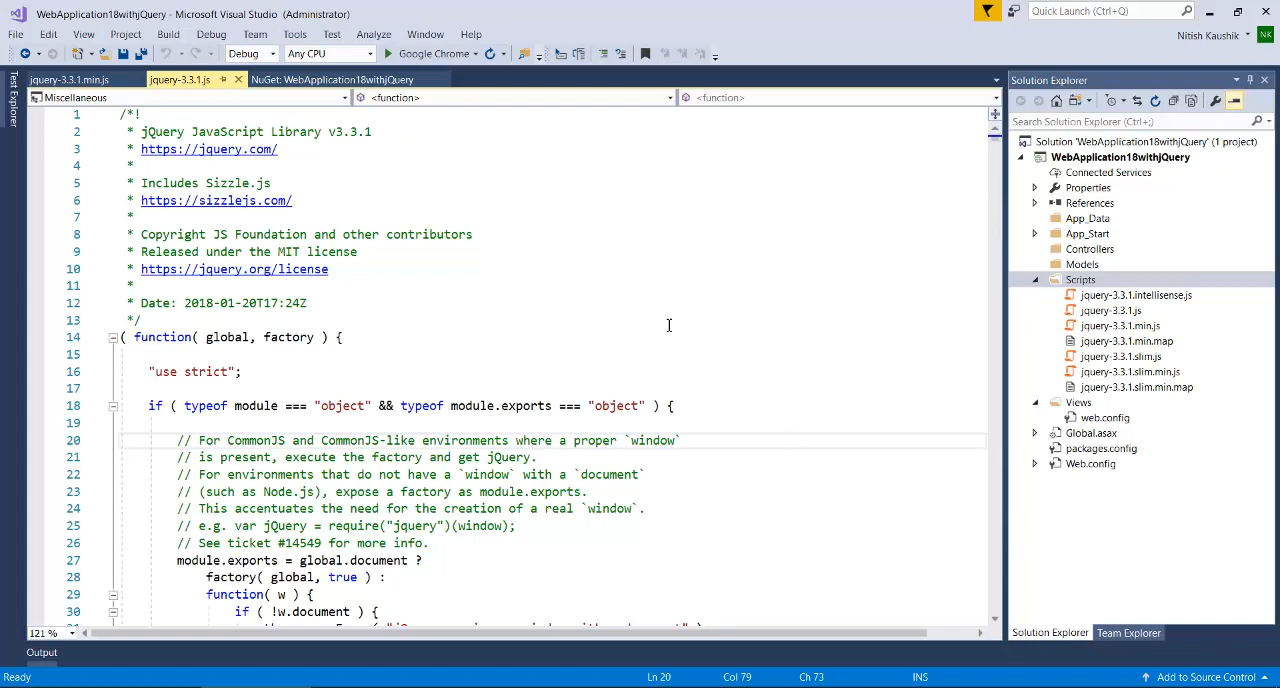 WebApplication18withjQuery - Microsoft Visual Studio (Administrator)
Quick Launch (Ctrl+Q)
File Edit View Project Build Debug Team Tools Test Analyze Window Help
Nitish Kaushik
NK
Debug Any CPU Google Chrome
Test Explorer
jquery-3.3.1.min.js jquery-3.3.1.js NuGet: WebApplication18withjQuery
Miscellaneous <function> <function>
1 /*!
2 * jQuery JavaScript Library v3.3.1
3 * https://jquery.com/
4 *
5 * Includes Sizzle.js
6 * https://sizzlejs.com/
7 *
8 * Copyright JS Foundation and other contributors
9 * Released under the MIT license
10 * https://jquery.org/license
11 *
12 * Date: 2018-01-20T17:24Z
13 */
14 ( function( global, factory ) {
15
16 "use strict";
17
18 if ( typeof module === "object" && typeof module.exports === "object" ) {
19
20 // For CommonJS and CommonJS-like environments where a proper `window`
21 // is present, execute the factory and get jQuery.
22 // For environments that do not have a `window` with a `document`
23 // (such as Node.js), expose a factory as module.exports.
24 // This accentuates the need for the creation of a real `window`.
25 // e.g. var jQuery = require("jquery")(window);
26 // See ticket #14549 for more info.
27 module.exports = global.document ?
28 factory( global, true ) :
29 function( w ) {
30 if ( !w.document ) {
121 %
Solution Explorer
Search Solution Explorer (Ctrl+;)
Solution 'WebApplication18withjQuery' (1 project)
WebApplication18withjQuery
Connected Services
Properties
References
App_Data
App_Start
Controllers
Models
Scripts
jquery-3.3.1.intellisense.js
jquery-3.3.1.js
jquery-3.3.1.min.js
jquery-3.3.1.min.map
jquery-3.3.1.slim.js
jquery-3.3.1.slim.min.js
jquery-3.3.1.slim.min.map
Views
web.config
Global.asax
packages.config
Web.config
Solution Explorer Team Explorer
Output
Ready Ln 20 Col 79 Ch 73 INS Add to Source Control